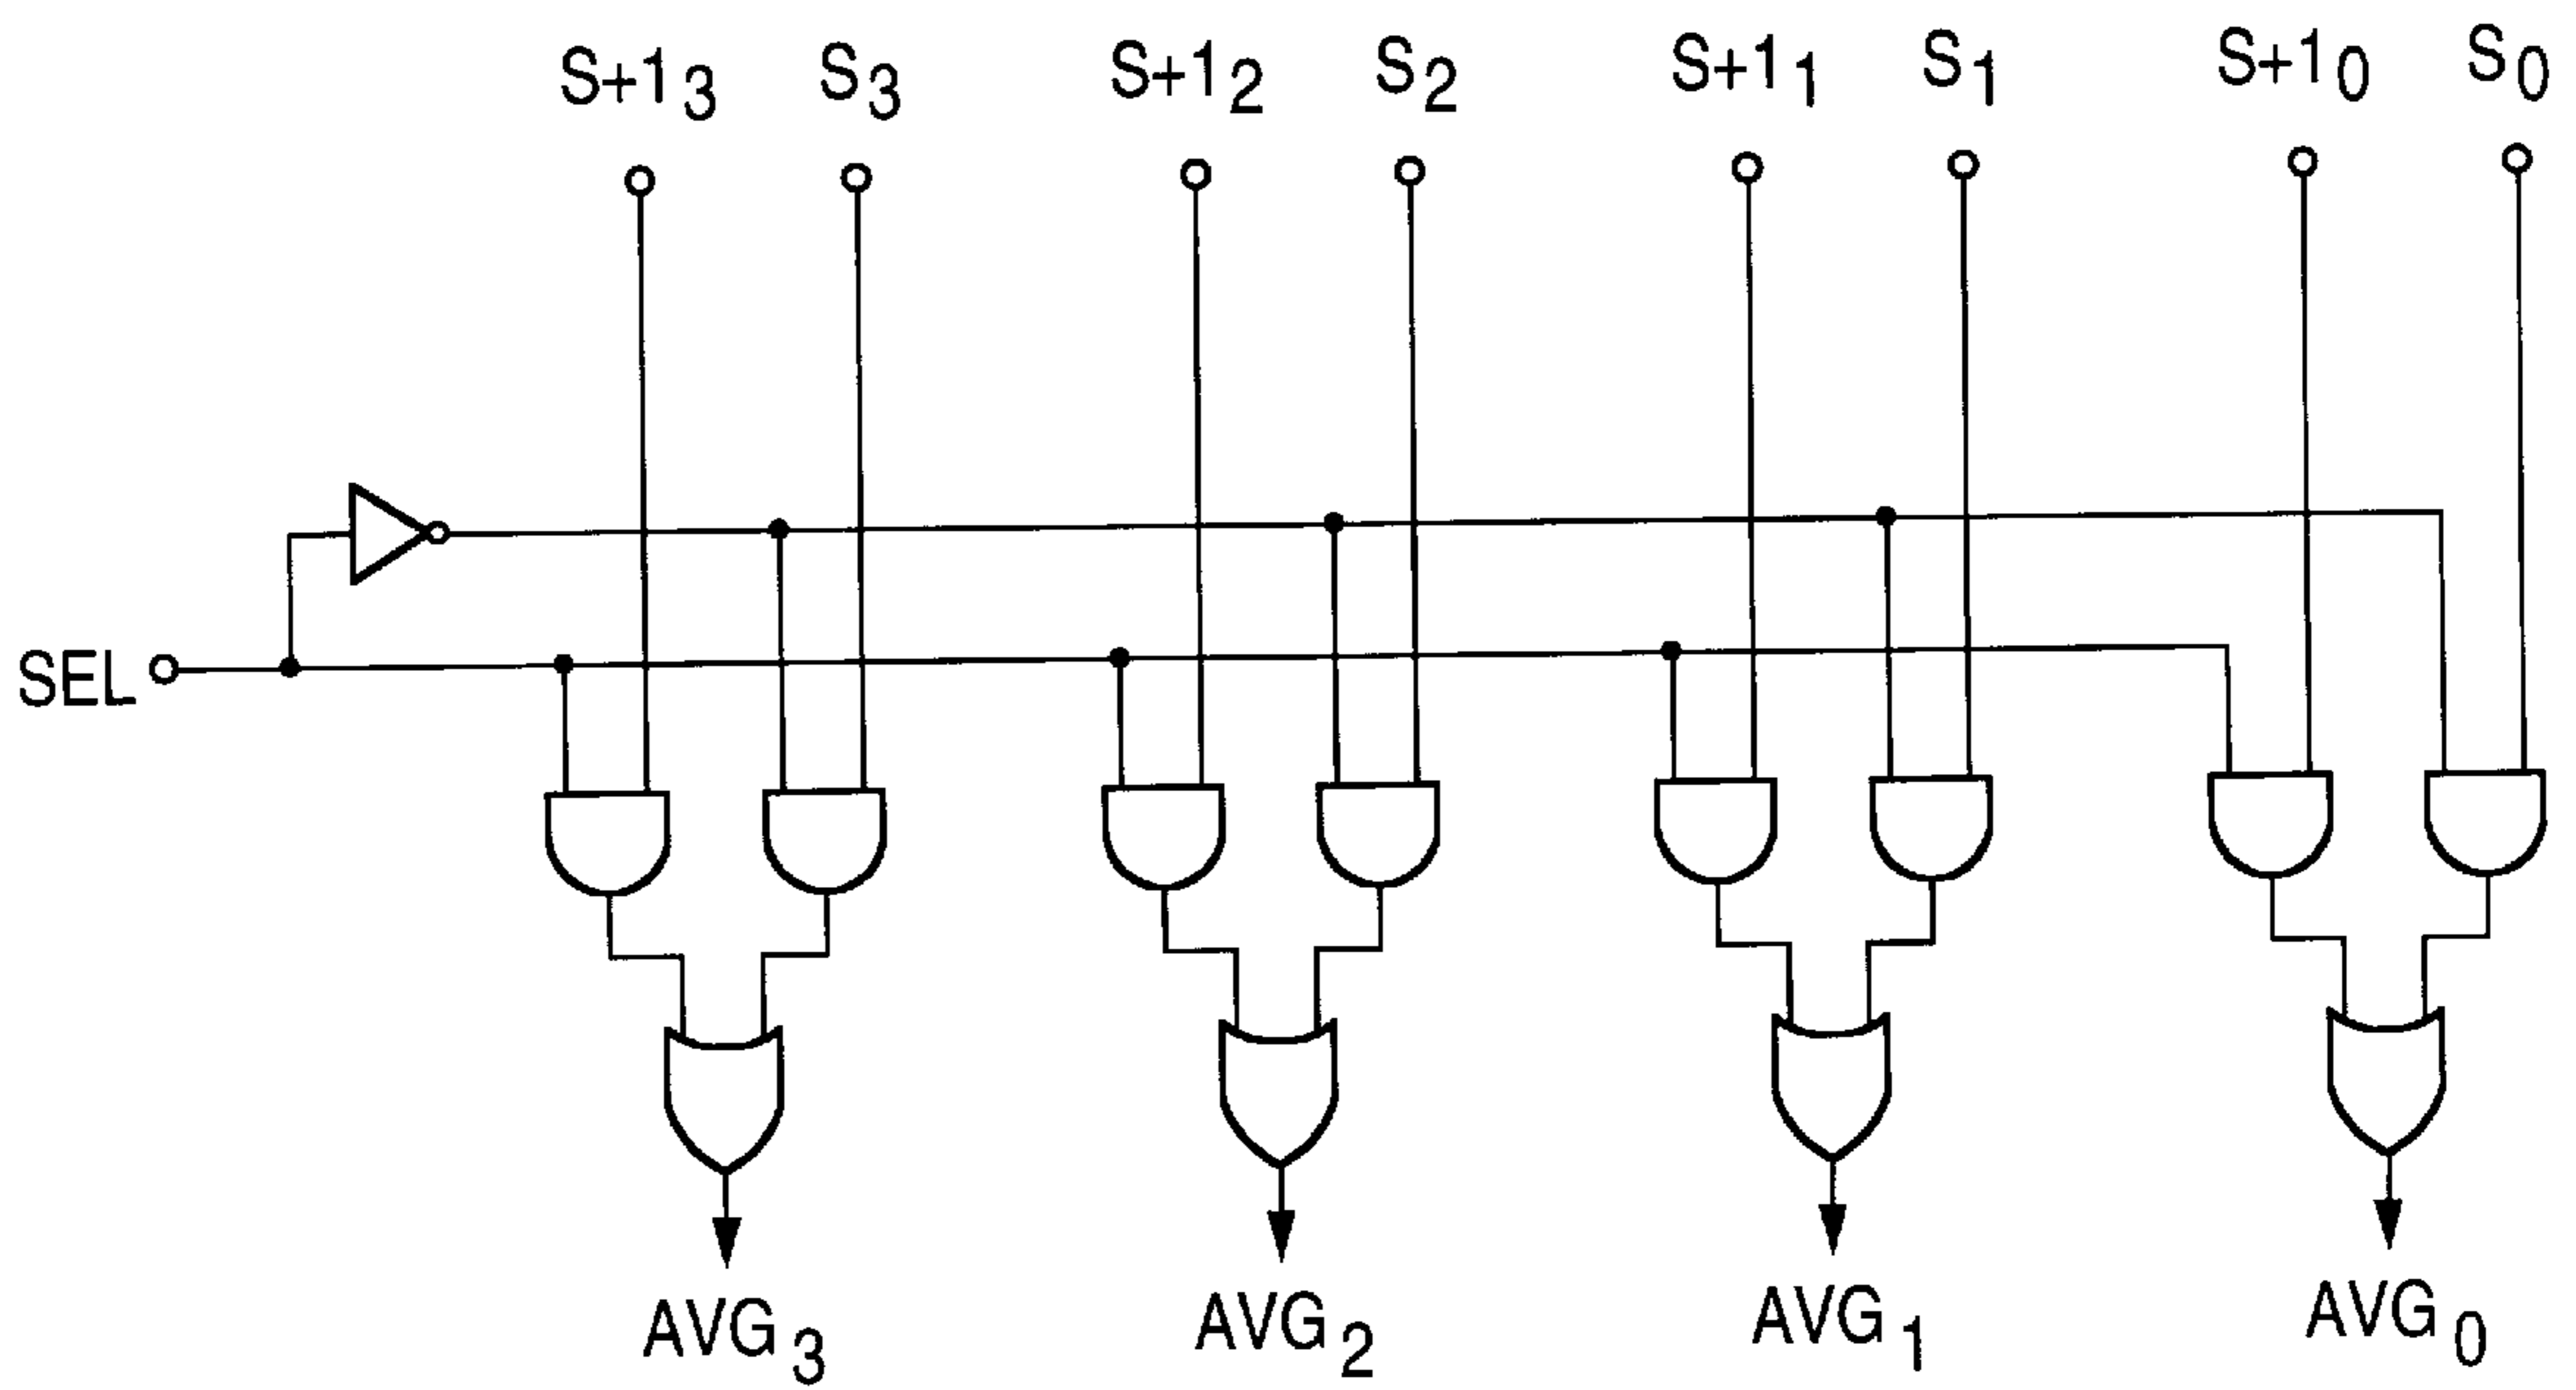 S+1₃ S₃ S+1₂ S₂ S+1₁ S₁ S+1₀ S₀
SEL
AVG₃ AVG₂ AVG₁ AVG₀